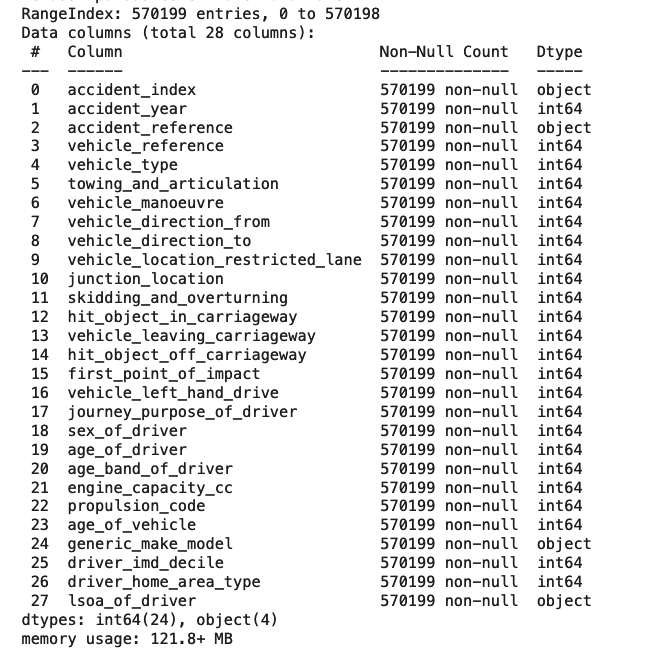 RangeIndex: 570199 entries, 0 to 570198
Data columns (total 28 columns):
 #   Column                            Non-Null Count   Dtype
---  ------                            --------------   -----
 0   accident_index                    570199 non-null  object
 1   accident_year                     570199 non-null  int64
 2   accident_reference                570199 non-null  object
 3   vehicle_reference                 570199 non-null  int64
 4   vehicle_type                      570199 non-null  int64
 5   towing_and_articulation           570199 non-null  int64
 6   vehicle_manoeuvre                 570199 non-null  int64
 7   vehicle_direction_from            570199 non-null  int64
 8   vehicle_direction_to              570199 non-null  int64
 9   vehicle_location_restricted_lane  570199 non-null  int64
 10  junction_location                 570199 non-null  int64
 11  skidding_and_overturning          570199 non-null  int64
 12  hit_object_in_carriageway         570199 non-null  int64
 13  vehicle_leaving_carriageway       570199 non-null  int64
 14  hit_object_off_carriageway        570199 non-null  int64
 15  first_point_of_impact             570199 non-null  int64
 16  vehicle_left_hand_drive           570199 non-null  int64
 17  journey_purpose_of_driver         570199 non-null  int64
 18  sex_of_driver                     570199 non-null  int64
 19  age_of_driver                     570199 non-null  int64
 20  age_band_of_driver                570199 non-null  int64
 21  engine_capacity_cc                570199 non-null  int64
 22  propulsion_code                   570199 non-null  int64
 23  age_of_vehicle                    570199 non-null  int64
 24  generic_make_model                570199 non-null  object
 25  driver_imd_decile                 570199 non-null  int64
 26  driver_home_area_type             570199 non-null  int64
 27  lsoa_of_driver                    570199 non-null  object
dtypes: int64(24), object(4)
memory usage: 121.8+ MB